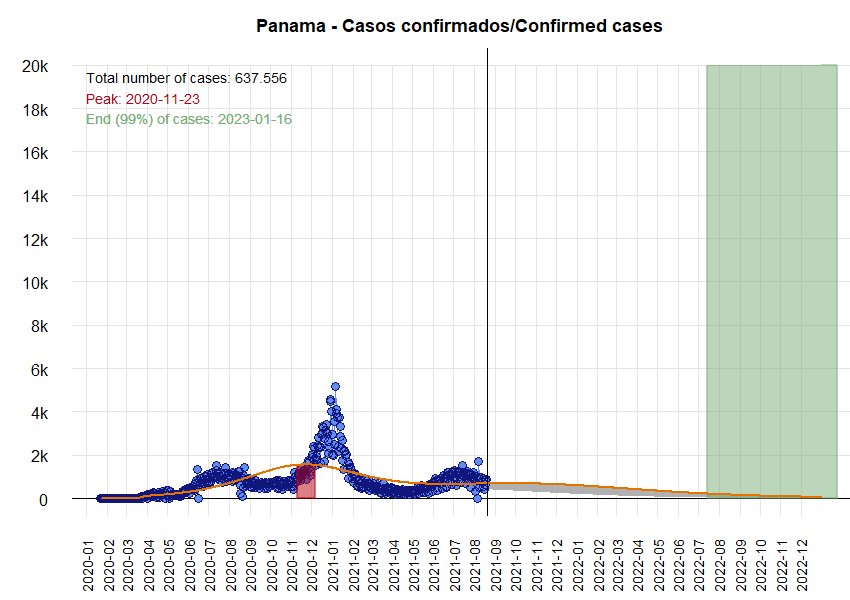 Panama - Casos confirmados/Confirmed cases
20k
18k
16k
14k
12k
10k
8k
6k
4k
2k
0
Total number of cases: 637.556
Peak: 2020-11-23
End (99%) of cases: 2023-01-16
2020-01
2020-02
2020-03
2020-04
2020-05
2020-06
2020-07
2020-08
2020-09
2020-10
2020-11
2020-12
2021-01
2021-02
2021-03
2021-04
2021-05
2021-06
2021-07
2021-08
2021-09
2021-10
2021-11
2021-12
2022-01
2022-02
2022-03
2022-04
2022-05
2022-06
2022-07
2022-08
2022-09
2022-10
2022-11
2022-12